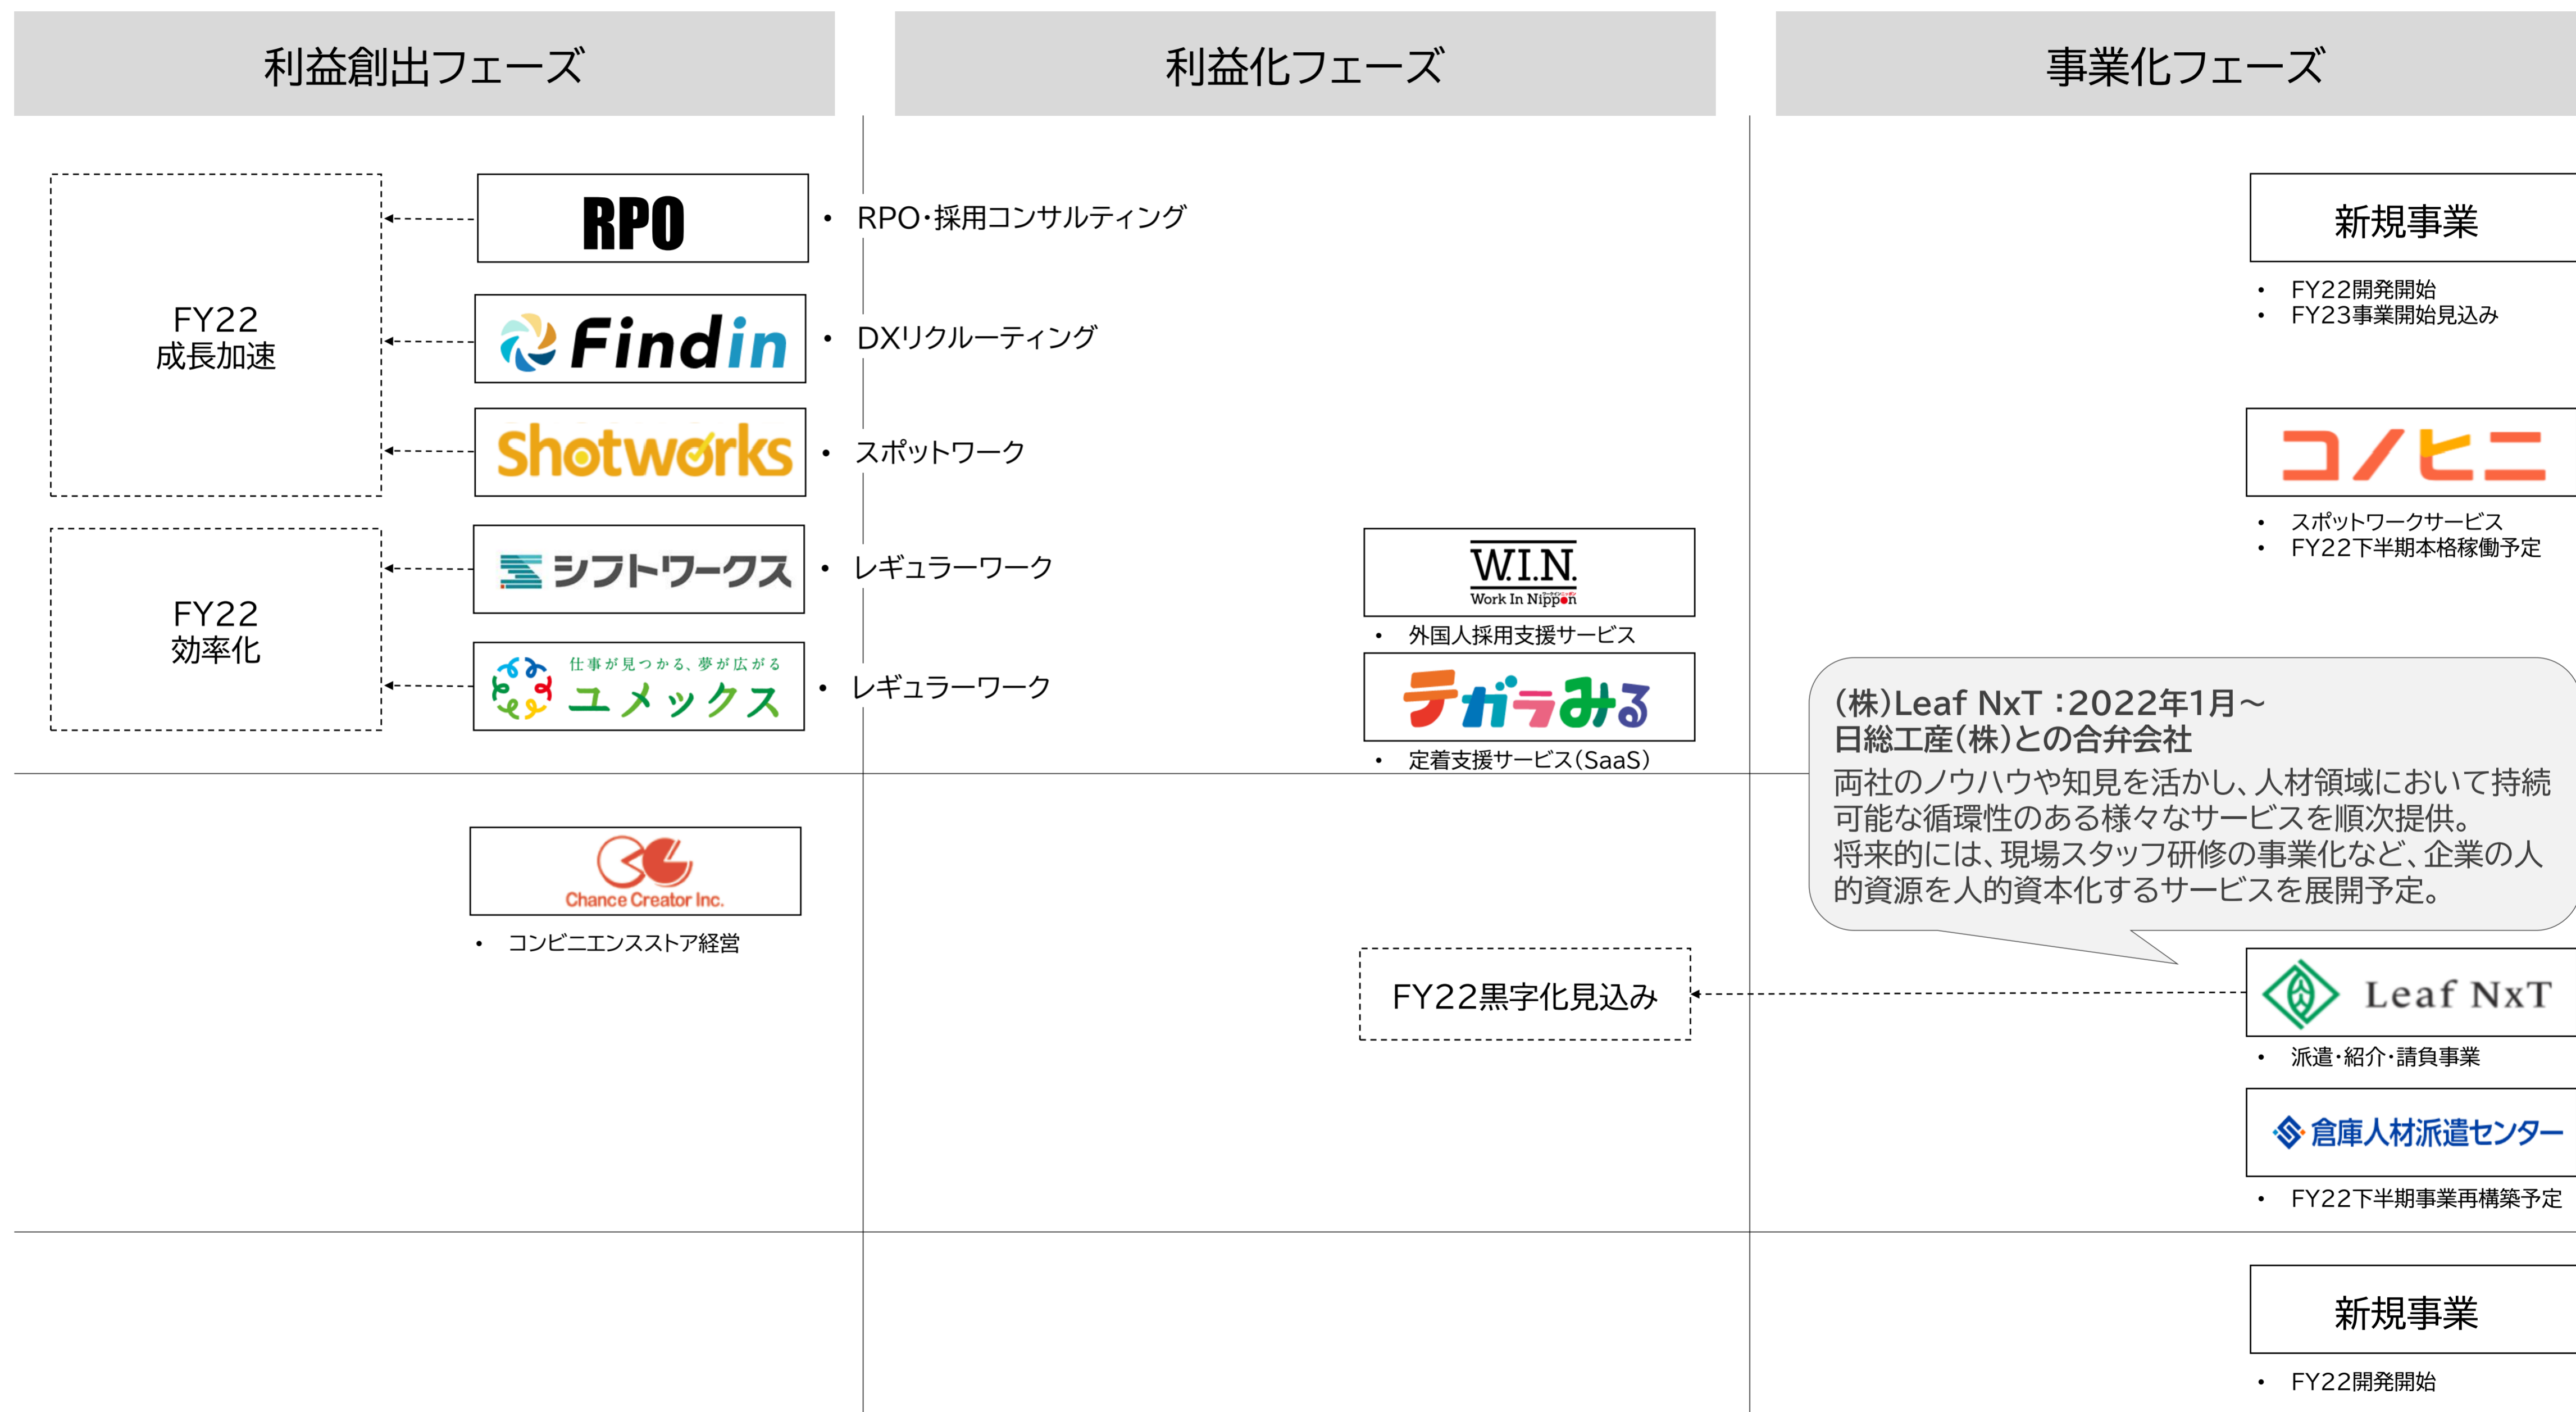 利益創出フェーズ
利益化フェーズ
事業化フェーズ
FY22
成長加速
RPO
• RPO・採用コンサルティング
Findin
• DXリクルーティング
Shotworks
• スポットワーク
FY22
効率化
シフトワークス
• レギュラーワーク
仕事が見つかる、夢が広がる
ユメックス
• レギュラーワーク
W.I.N.
ワークインニッポン
Work In Nippon
• 外国人採用支援サービス
テガラみる
• 定着支援サービス（SaaS）
新規事業
• FY22開発開始
• FY23事業開始見込み
コノヒニ
• スポットワークサービス
• FY22下半期本格稼働予定
Chance Creator Inc.
• コンビニエンスストア経営
(株)Leaf NxT：2022年1月～
日総工産(株)との合弁会社
両社のノウハウや知見を活かし、人材領域において持続
可能な循環性のある様々なサービスを順次提供。
将来的には、現場スタッフ研修の事業化など、企業の人
的資源を人的資本化するサービスを展開予定。
FY22黒字化見込み
Leaf NxT
• 派遣・紹介・請負事業
倉庫人材派遣センター
• FY22下半期事業再構築予定
新規事業
• FY22開発開始